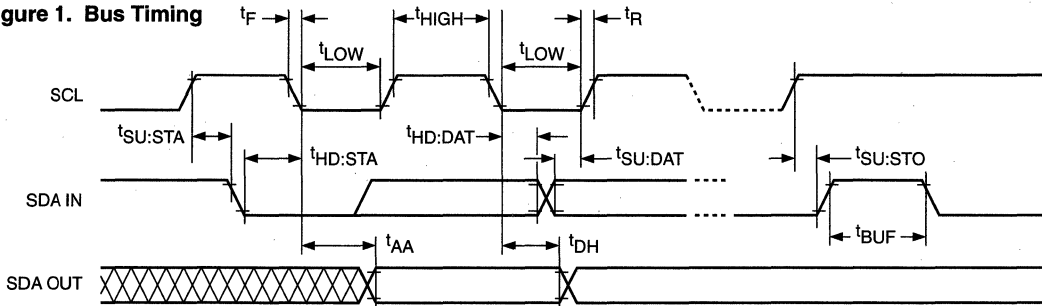 gure 1. Bus Timing
tF
tHIGH
tR
tLOW
tLOW
SCL
tSU:STA
tHD:STA
tHD:DAT
tSU:DAT
tSU:STO
SDA IN
tBUF
tAA
tDH
SDA OUT